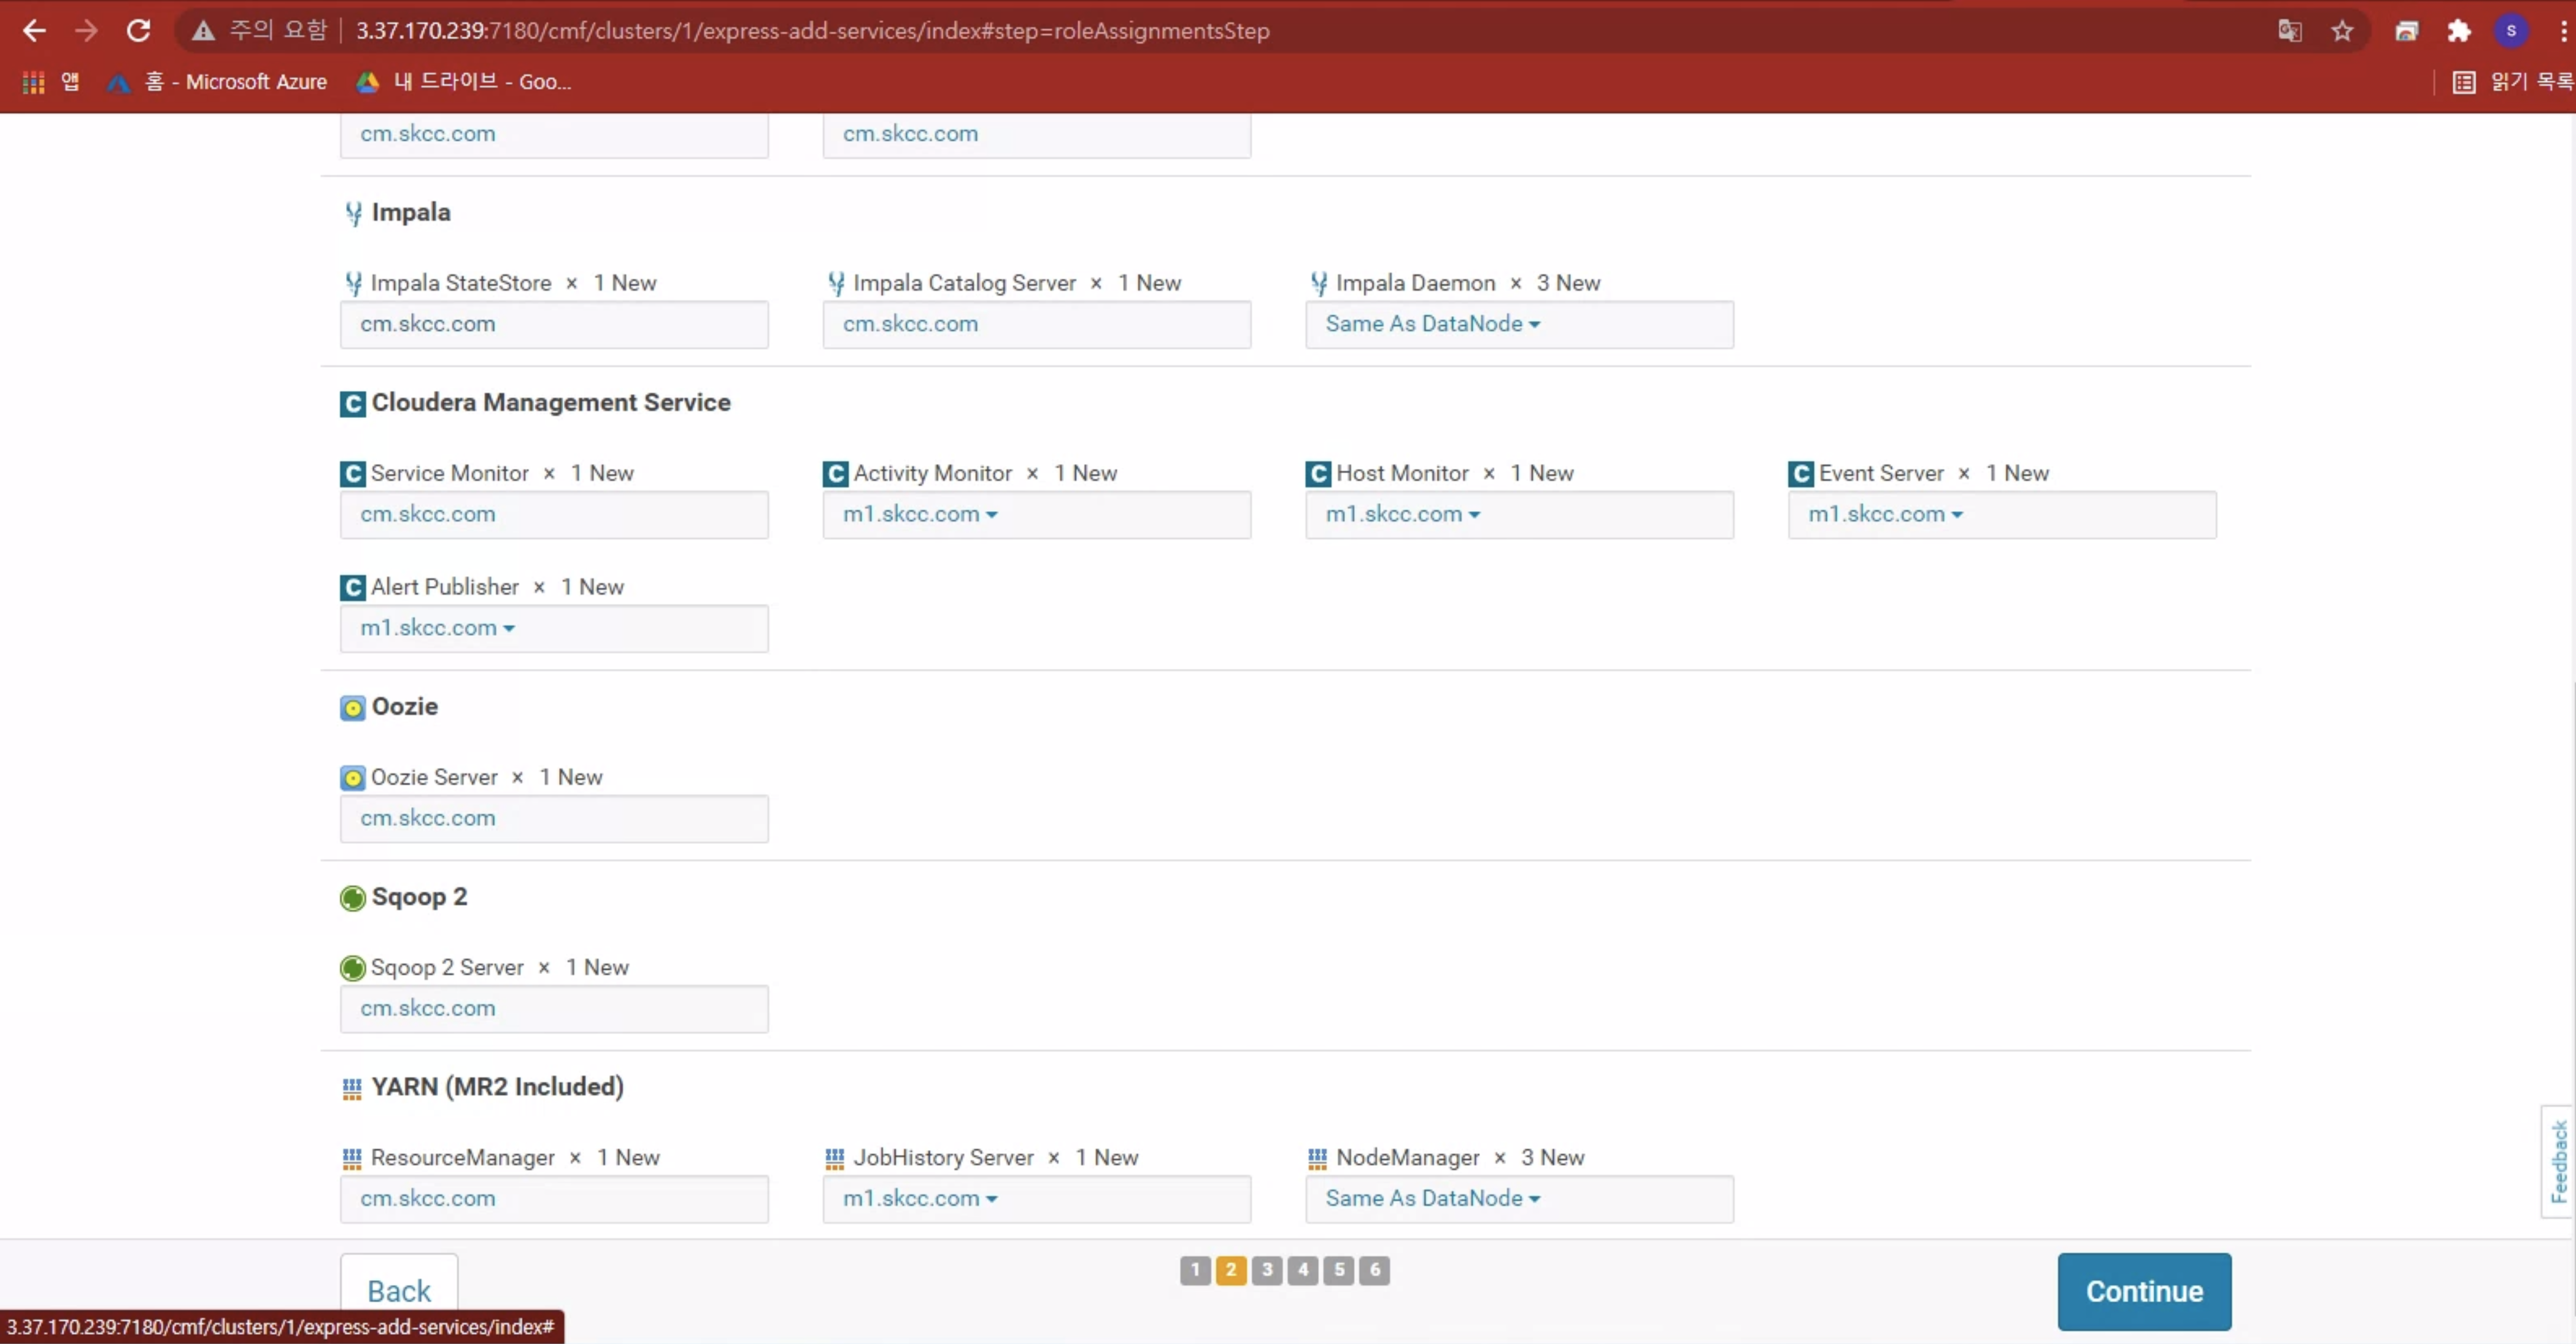 주의 요함 | 3.37.170.239:7180/cmf/clusters/1/express-add-services/index#step=roleAssignmentsStep
S
앱 홈 - Microsoft Azure 내 드라이브 - Goo... 읽기 목록
cm.skcc.com cm.skcc.com
Impala
Impala StateStore × 1 New Impala Catalog Server × 1 New Impala Daemon × 3 New
cm.skcc.com cm.skcc.com Same As DataNode
Cloudera Management Service
Service Monitor × 1 New Activity Monitor × 1 New Host Monitor × 1 New Event Server × 1 New
cm.skcc.com m1.skcc.com m1.skcc.com m1.skcc.com
Alert Publisher × 1 New
m1.skcc.com
Oozie
Oozie Server × 1 New
cm.skcc.com
Sqoop 2
Sqoop 2 Server × 1 New
cm.skcc.com
YARN (MR2 Included)
ResourceManager × 1 New JobHistory Server × 1 New NodeManager × 3 New
cm.skcc.com m1.skcc.com Same As DataNode
Feedback
Back 1 2 3 4 5 6 Continue
3.37.170.239:7180/cmf/clusters/1/express-add-services/index#